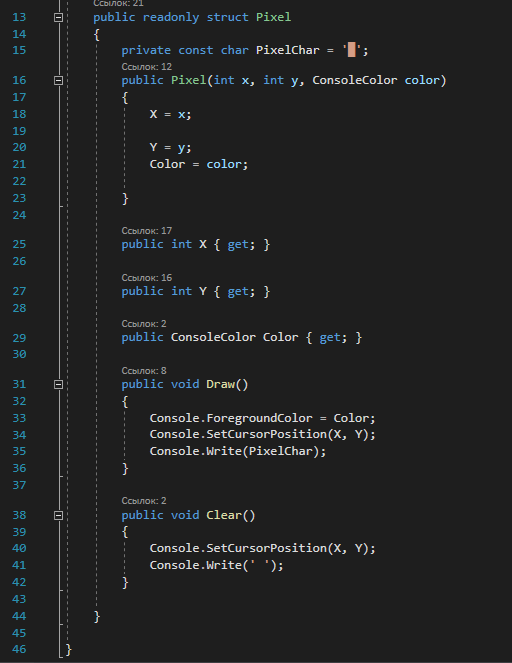 Ссылок: 21
13 public readonly struct Pixel
14 {
15 private const char PixelChar = '█';
Ссылок: 12
16 public Pixel(int x, int y, ConsoleColor color)
17 {
18 X = x;
19
20 Y = y;
21 Color = color;
22
23 }
24
Ссылок: 17
25 public int X { get; }
26
Ссылок: 16
27 public int Y { get; }
28
Ссылок: 2
29 public ConsoleColor Color { get; }
30
Ссылок: 8
31 public void Draw()
32 {
33 Console.ForegroundColor = Color;
34 Console.SetCursorPosition(X, Y);
35 Console.Write(PixelChar);
36 }
37
Ссылок: 2
38 public void Clear()
39 {
40 Console.SetCursorPosition(X, Y);
41 Console.Write(' ');
42 }
43
44 }
45
46 }